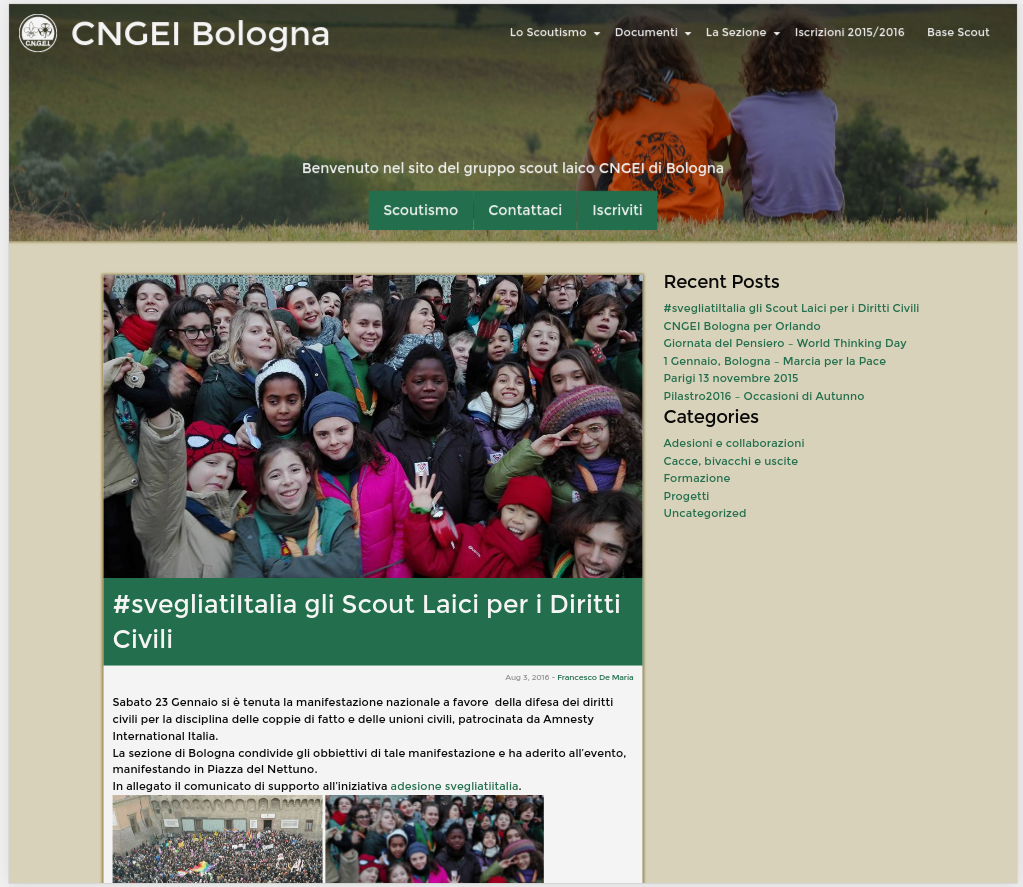 C.N.G.E.I.
CNGEI Bologna
Lo Scoutismo
Documenti
La Sezione
Iscrizioni 2015/2016
Base Scout
Benvenuto nel sito del gruppo scout laico CNGEI di Bologna
Scoutismo
Contattaci
Iscriviti
#svegliatiItalia gli Scout Laici per i Diritti
Civili
Aug 3, 2016 - Francesco De Maria
Sabato 23 Gennaio si è tenuta la manifestazione nazionale a favore  della difesa dei diritti
civili per la disciplina delle coppie di fatto e delle unioni civili, patrocinata da Amnesty
International Italia.
La sezione di Bologna condivide gli obbiettivi di tale manifestazione e ha aderito all'evento,
manifestando in Piazza del Nettuno.
In allegato il comunicato di supporto all'iniziativa adesione svegliatiitalia.
Recent Posts
#svegliatiItalia gli Scout Laici per i Diritti Civili
CNGEI Bologna per Orlando
Giornata del Pensiero – World Thinking Day
1 Gennaio, Bologna – Marcia per la Pace
Parigi 13 novembre 2015
Pilastro2016 – Occasioni di Autunno
Categories
Adesioni e collaborazioni
Cacce, bivacchi e uscite
Formazione
Progetti
Uncategorized